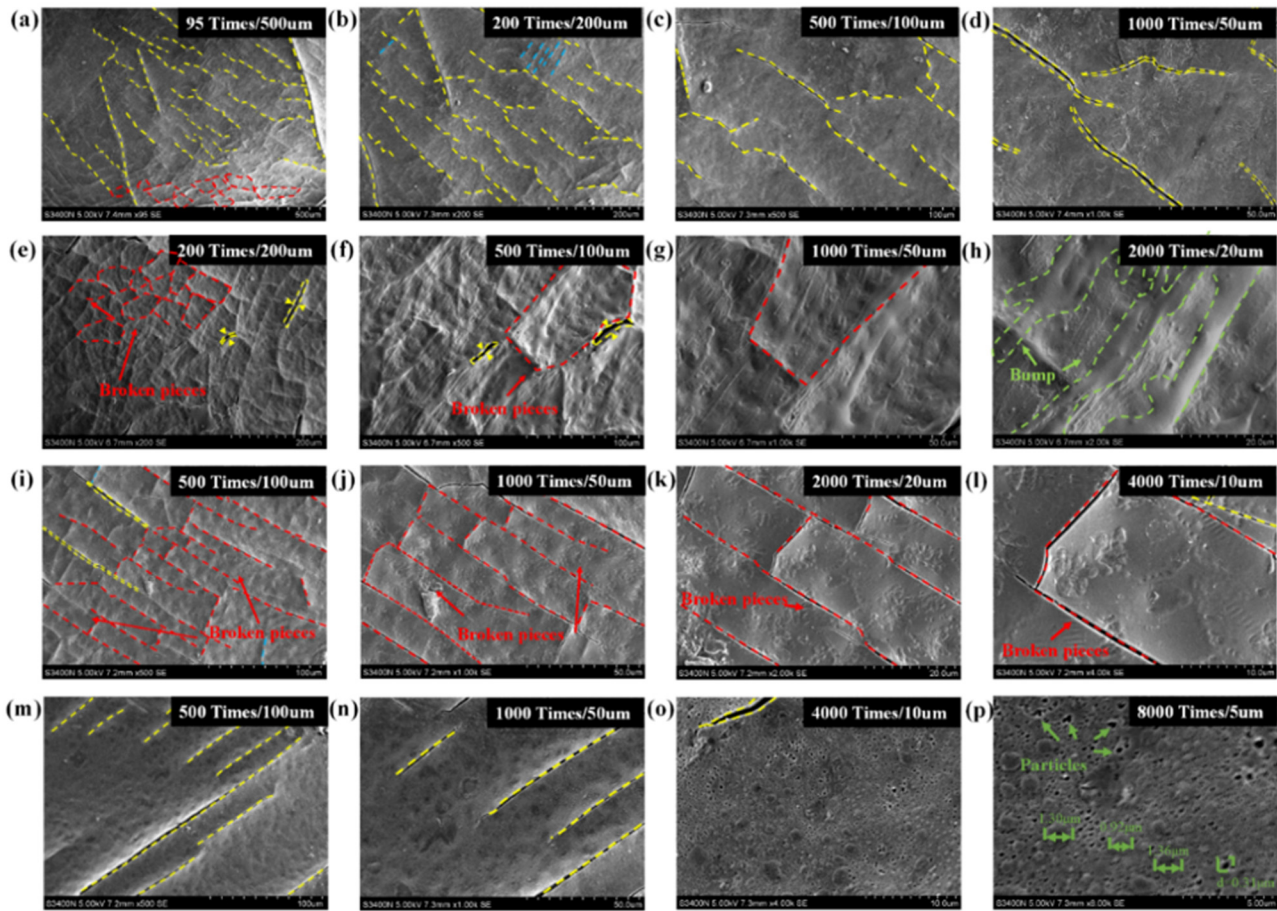 (a) 95 Times/500um
S3400N 5.00kV 7.4mm x95 SE 500um
(b) 200 Times/200um
S3400N 5.00kV 7.3mm x200 SE 200um
(c) 500 Times/100um
S3400N 5.00kV 7.3mm x500 SE 100um
(d) 1000 Times/50um
S3400N 5.00kV 7.4mm x1.00k SE 50.0um
(e) 200 Times/200um
Broken pieces
S3400N 5.00kV 6.7mm x200 SE 200um
(f) 500 Times/100um
Broken pieces
S3400N 5.00kV 6.7mm x500 SE 100um
(g) 1000 Times/50um
S3400N 5.00kV 6.7mm x1.00k SE 50.0um
(h) 2000 Times/20um
Bump
S3400N 5.00kV 6.7mm x2.00k SE 20.0um
(i) 500 Times/100um
Broken pieces
S3400N 5.00kV 7.2mm x500 SE 100um
(j) 1000 Times/50um
Broken pieces
S3400N 5.00kV 7.2mm x1.00k SE 50.0um
(k) 2000 Times/20um
Broken pieces
S3400N 5.00kV 7.2mm x2.00k SE 20.0um
(l) 4000 Times/10um
Broken pieces
S3400N 5.00kV 7.2mm x4.00k SE 10.0um
(m) 500 Times/100um
S3400N 5.00kV 7.2mm x500 SE 100um
(n) 1000 Times/50um
S3400N 5.00kV 7.2mm x1.00k SE 50.0um
(o) 4000 Times/10um
S3400N 5.00kV 7.3mm x4.00k SE 10.0um
(p) 8000 Times/5um
Particles
1.30um
0.92um
1.36um
S3400N 5.00kV 7.3mm x8.00k SE 5.00um